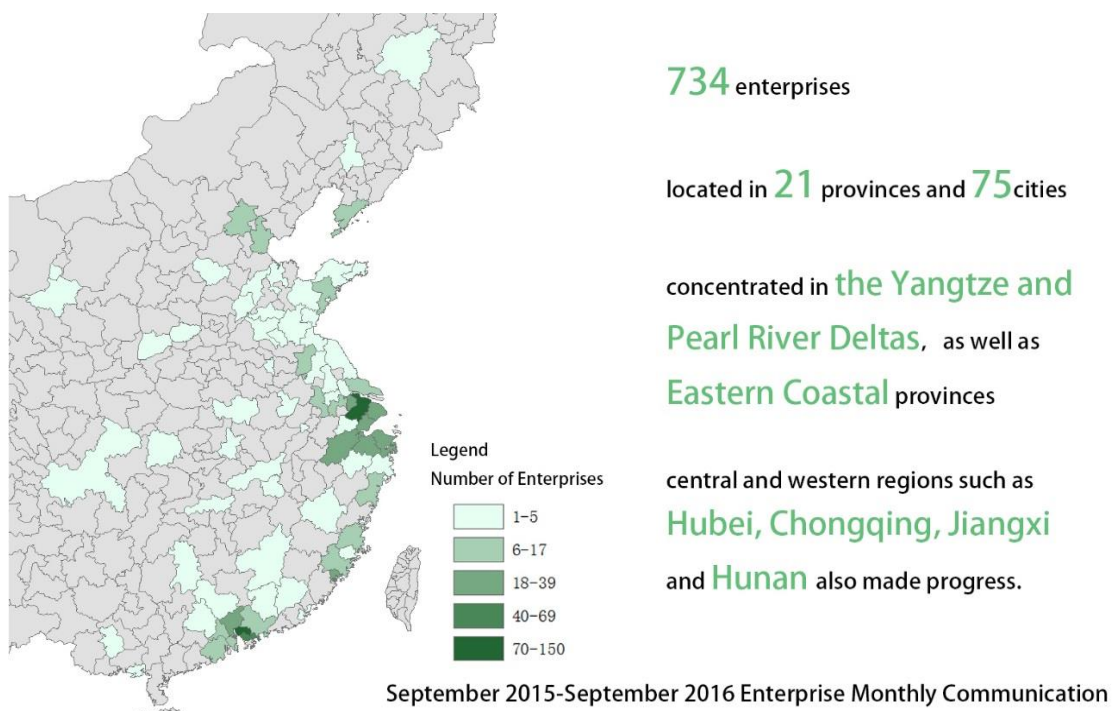 734 enterprises
located in 21 provinces and 75cities
concentrated in the Yangtze and
Pearl River Deltas, as well as
Eastern Coastal provinces
central and western regions such as
Hubei, Chongqing, Jiangxi
and Hunan also made progress.
Legend
Number of Enterprises
1-5
6-17
18-39
40-69
70-150
September 2015-September 2016 Enterprise Monthly Communication